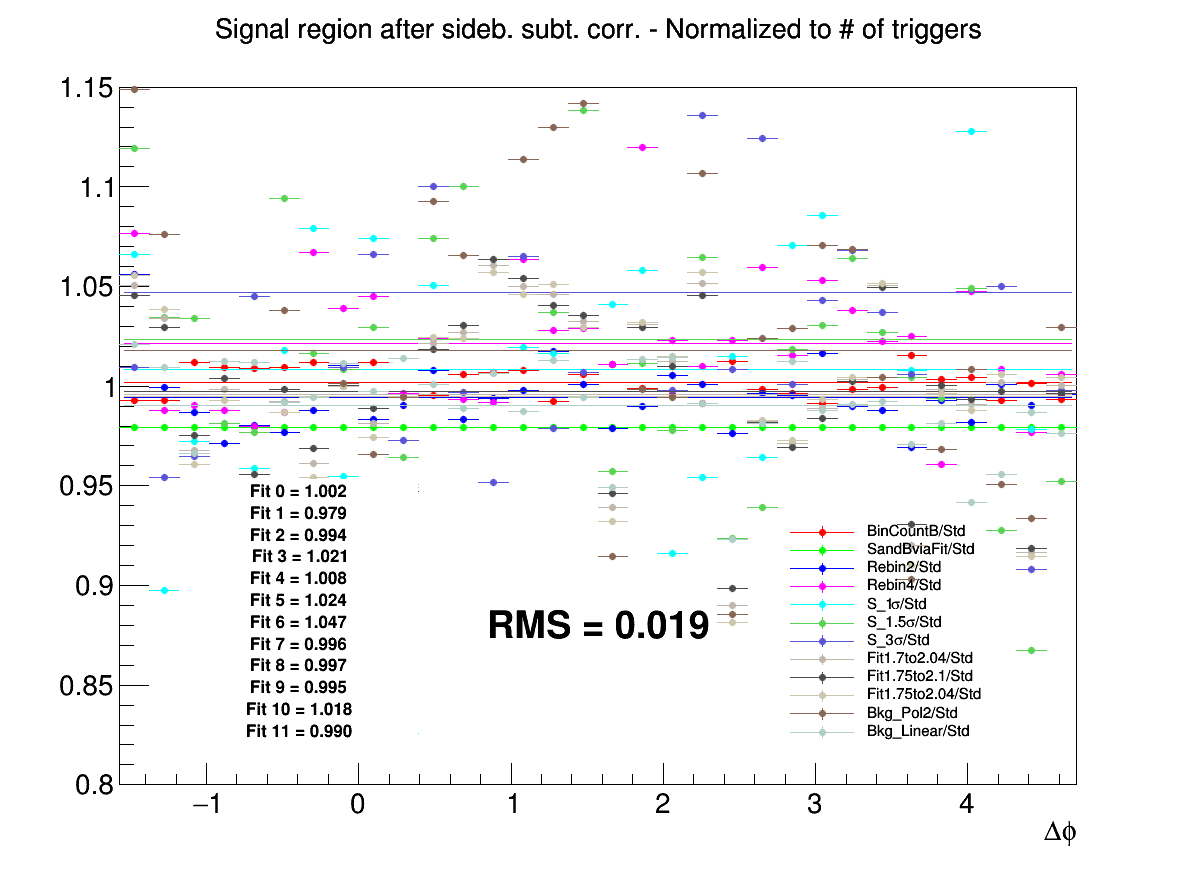 Signal region after sideb. subt. corr. - Normalized to # of triggers
1.15
1.1
1.05
1
0.95
0.9
0.85
0.8
Fit 0 = 1.002
Fit 1 = 0.979
Fit 2 = 0.994
Fit 3 = 1.021
Fit 4 = 1.008
Fit 5 = 1.024
Fit 6 = 1.047
Fit 7 = 0.996
Fit 8 = 0.997
Fit 9 = 0.995
Fit 10 = 1.018
Fit 11 = 0.990
RMS = 0.019
BinCountB/Std
SandBviaFit/Std
Rebin2/Std
Rebin4/Std
S_1σ/Std
S_1.5σ/Std
S_3σ/Std
Fit1.7to2.04/Std
Fit1.75to2.1/Std
Fit1.75to2.04/Std
Bkg_Pol2/Std
Bkg_Linear/Std
−1 0 1 2 3 4
Δϕ